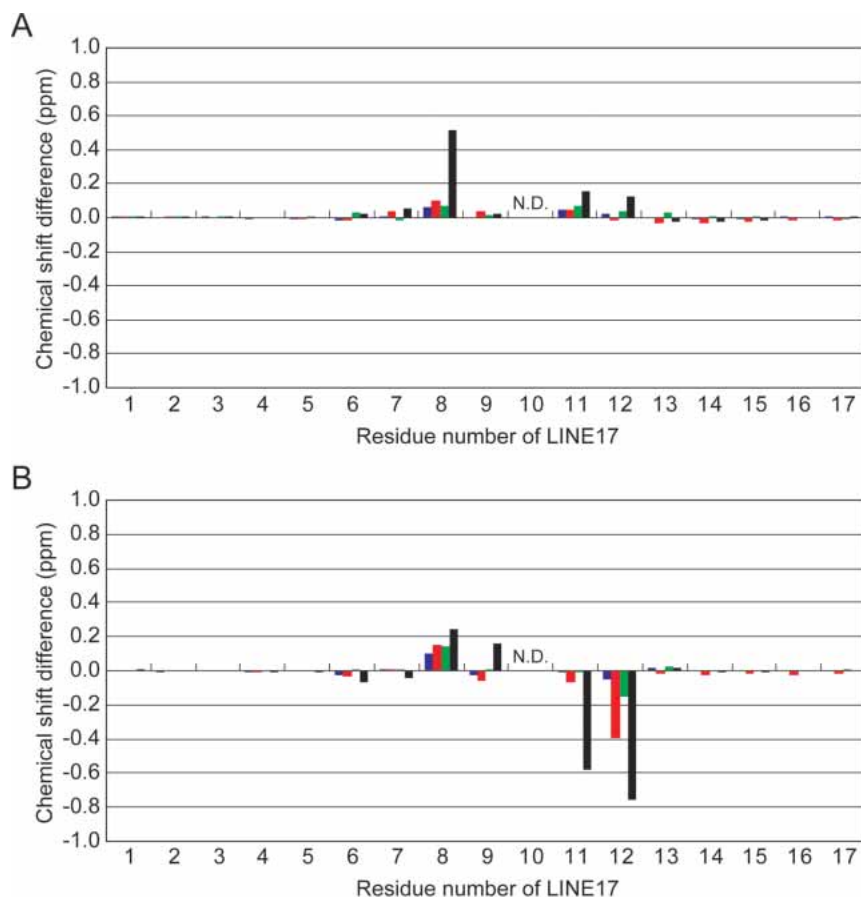 A
Chemical shift difference (ppm)
1.0
0.8
0.6
0.4
0.2
0.0
-0.2
-0.4
-0.6
-0.8
-1.0
N.D.
1 2 3 4 5 6 7 8 9 10 11 12 13 14 15 16 17
Residue number of LINE17
B
Chemical shift difference (ppm)
1.0
0.8
0.6
0.4
0.2
0.0
-0.2
-0.4
-0.6
-0.8
-1.0
N.D.
1 2 3 4 5 6 7 8 9 10 11 12 13 14 15 16 17
Residue number of LINE17